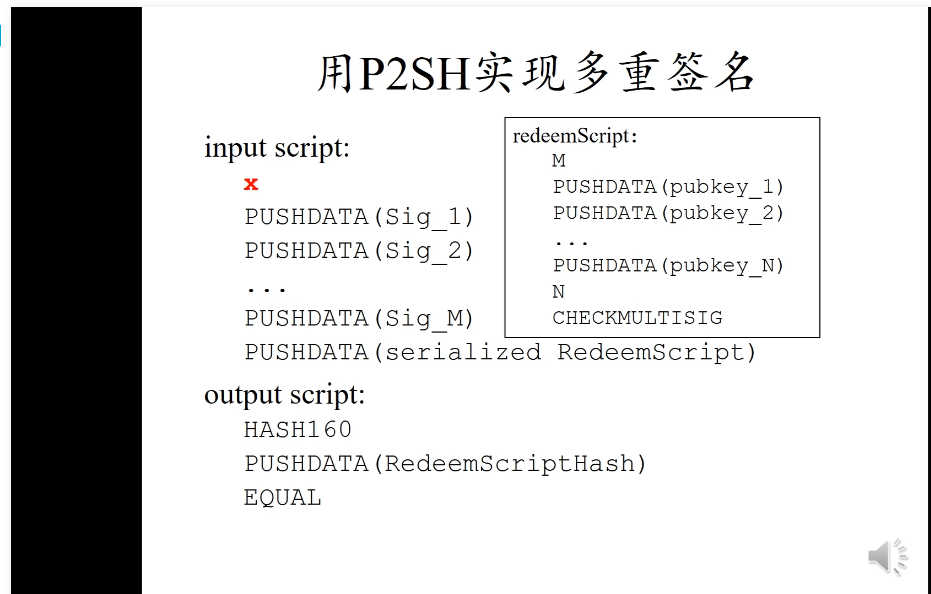 用P2SH实现多重签名
input script:
x
PUSHDATA(Sig_1)
PUSHDATA(Sig_2)
...
PUSHDATA(Sig_M)
PUSHDATA(serialized RedeemScript)
redeemScript:
M
PUSHDATA(pubkey_1)
PUSHDATA(pubkey_2)
...
PUSHDATA(pubkey_N)
N
CHECKMULTISIG
output script:
HASH160
PUSHDATA(RedeemScriptHash)
EQUAL